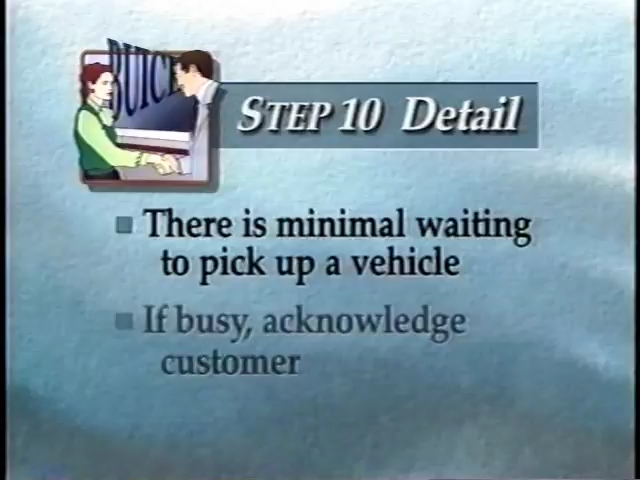 BUICK
STEP 10 Detail
There is minimal waiting
to pick up a vehicle
If busy, acknowledge
customer